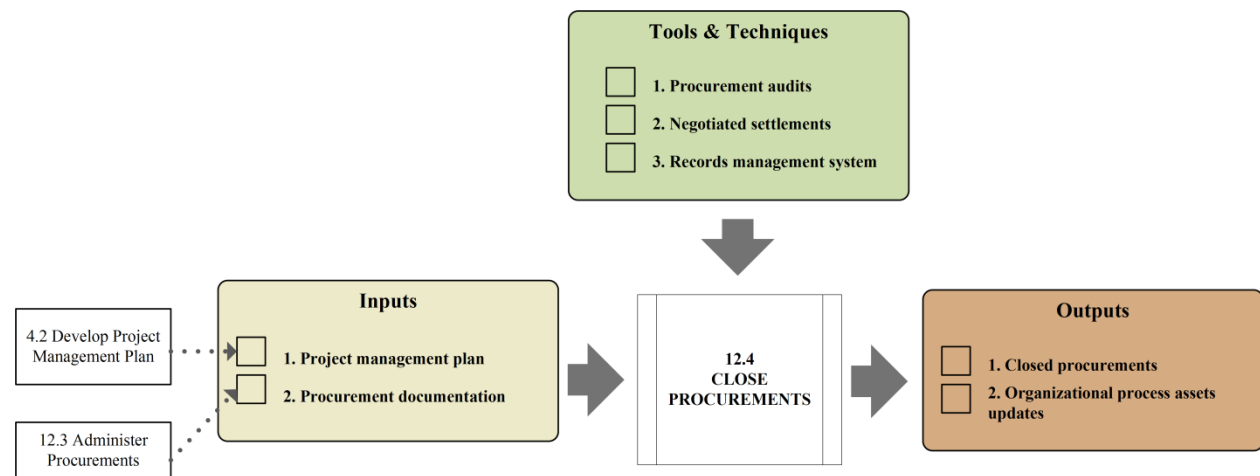 Tools & Techniques
1. Procurement audits
2. Negotiated settlements
3. Records management system
4.2 Develop Project
Management Plan
12.3 Administer
Procurements
Inputs
1. Project management plan
2. Procurement documentation
12.4
CLOSE
PROCUREMENTS
Outputs
1. Closed procurements
2. Organizational process assets
updates